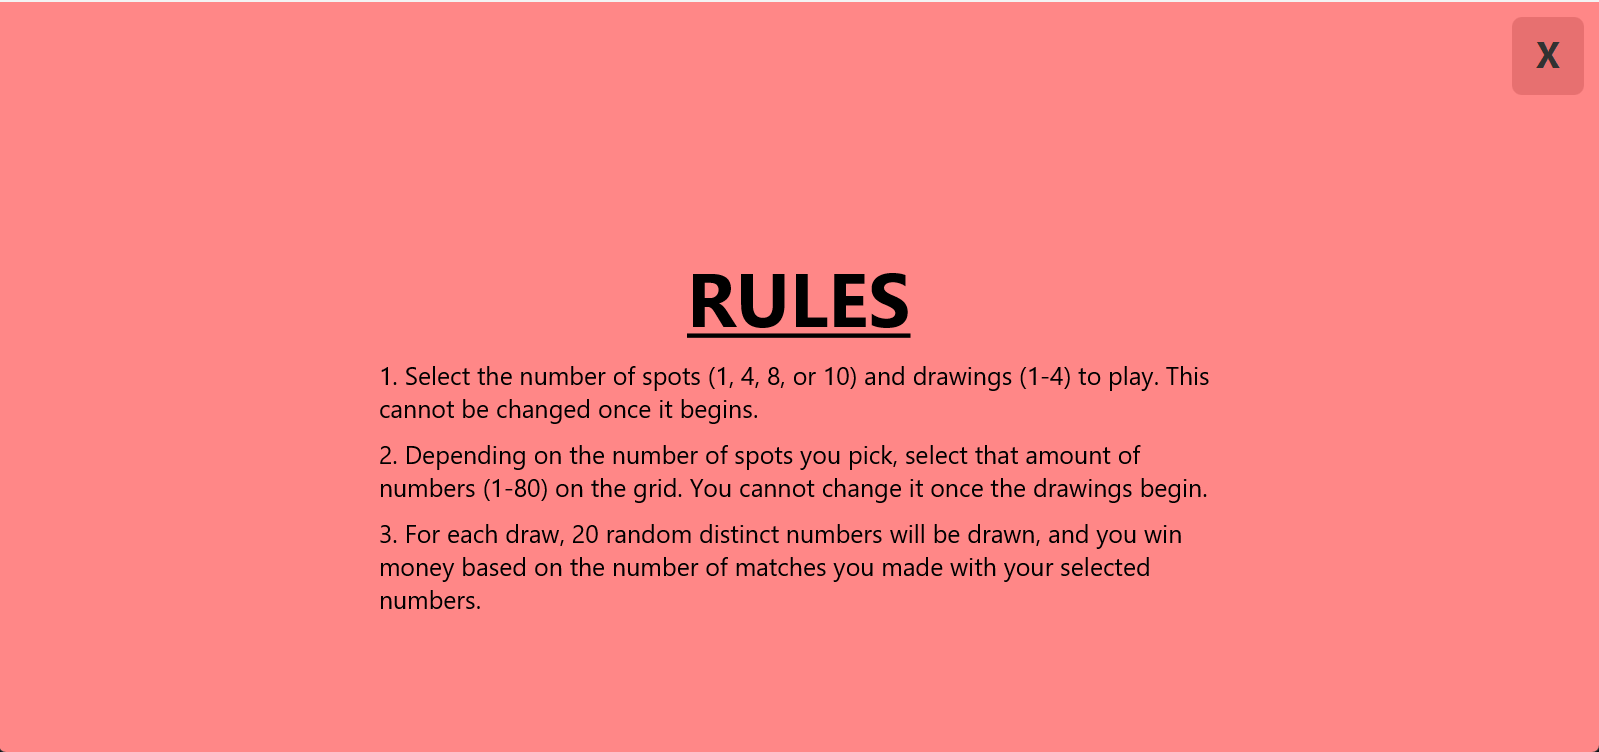 X
RULES
1. Select the number of spots (1, 4, 8, or 10) and drawings (1-4) to play. This
cannot be changed once it begins.
2. Depending on the number of spots you pick, select that amount of
numbers (1-80) on the grid. You cannot change it once the drawings begin.
3. For each draw, 20 random distinct numbers will be drawn, and you win
money based on the number of matches you made with your selected
numbers.